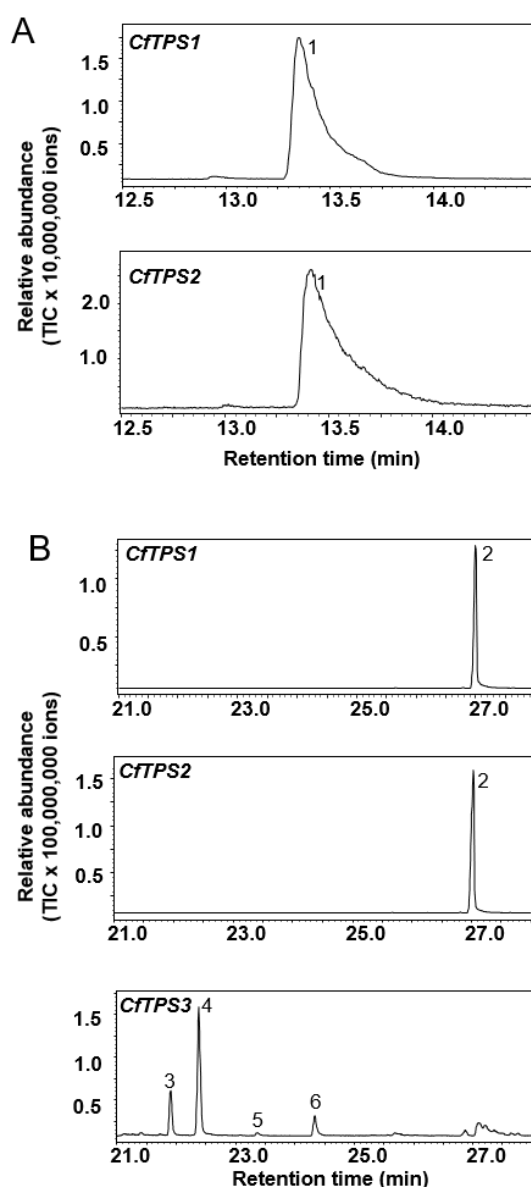 A
CfTPS1
1
1.5
1.0
0.5
12.5 13.0 13.5 14.0
CfTPS2
1
2.0
1.0
12.5 13.0 13.5 14.0
Relative abundance
(TIC x 10,000,000 ions)
Retention time (min)
B
CfTPS1
2
1.0
0.5
21.0 23.0 25.0 27.0
CfTPS2
2
1.5
1.0
0.5
21.0 23.0 25.0 27.0
Relative abundance
(TIC x 100,000,000 ions)
CfTPS3
4
3
5
6
1.5
1.0
0.5
21.0 23.0 25.0 27.0
Retention time (min)